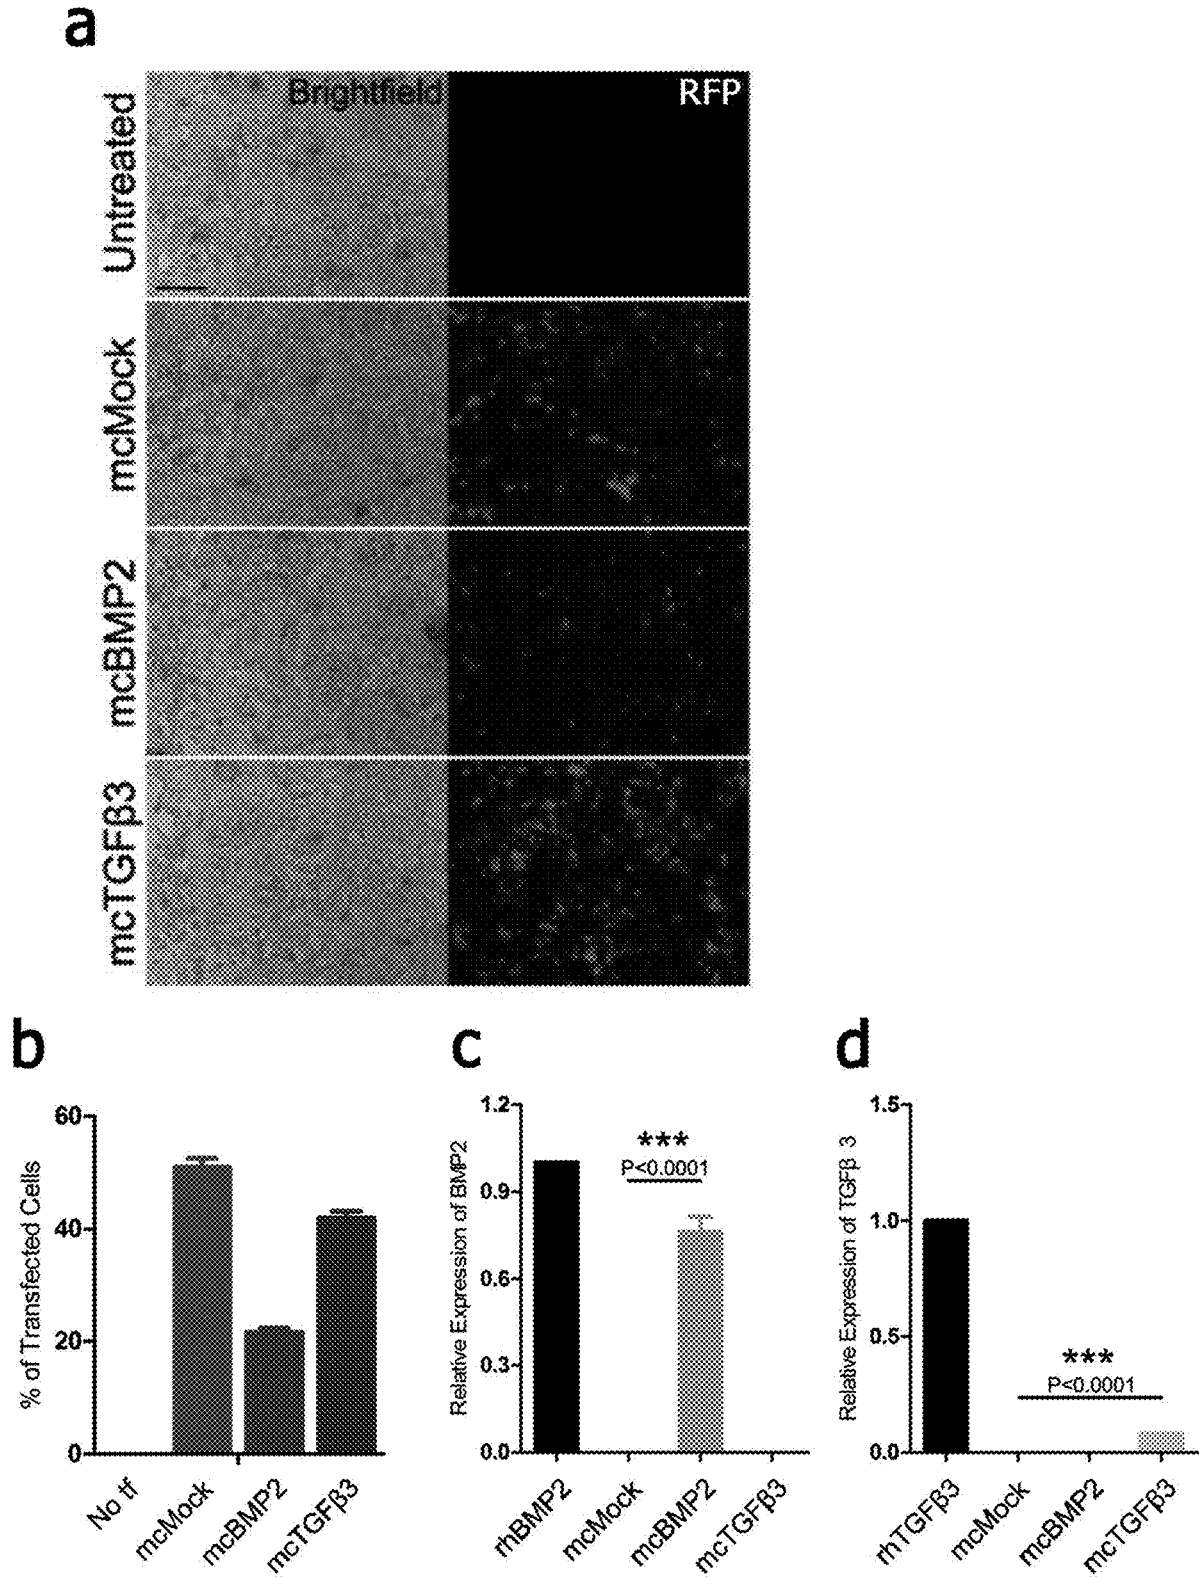 a
Brightfield
RFP
Untreated
mcMock
mcBMP2
mcTGFβ3
b
% of Transfected Cells
60
40
20
0
No tf
mcMock
mcBMP2
mcTGFβ3
c
Relative Expression of BMP2
1.2
0.9
0.6
0.3
0.0
***
P<0.0001
rhBMP2
mcMock
mcBMP2
mcTGFβ3
d
Relative Expression of TGFβ 3
1.5
1.0
0.5
0.0
***
P<0.0001
rhTGFβ3
mcMock
mcBMP2
mcTGFβ3